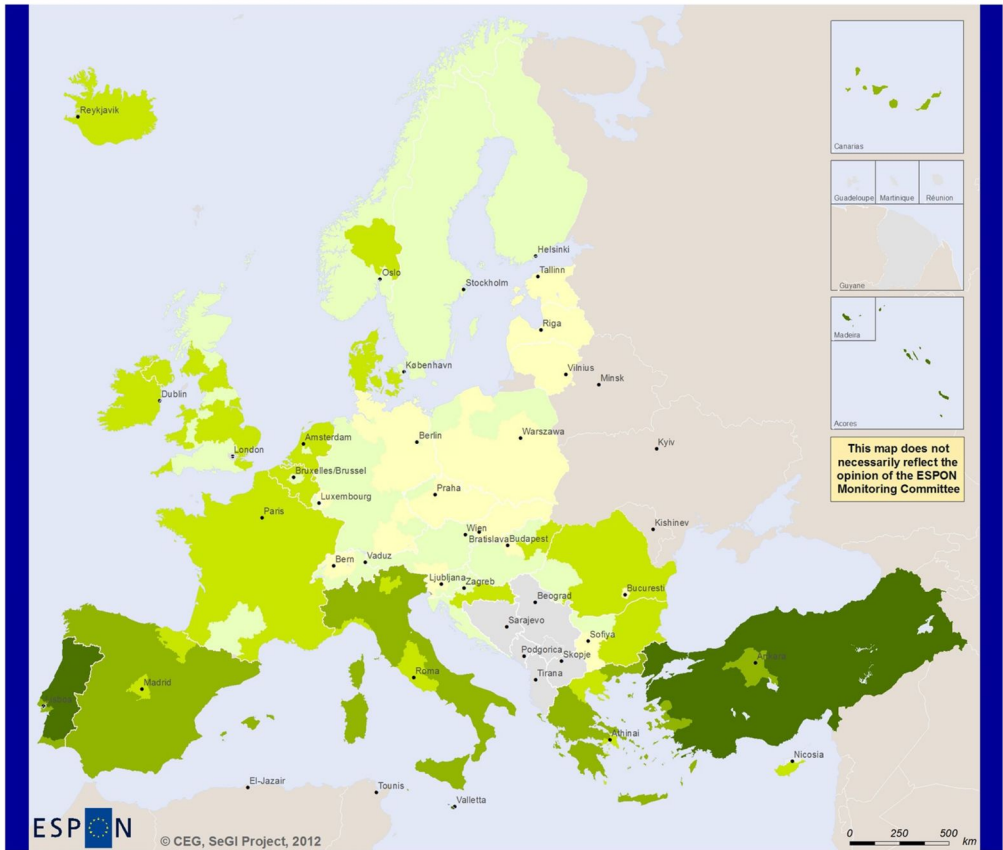 Reykjavik
Canarias
Guadeloupe Martinique Réunion
Helsinki
Oslo
Tallinn
Stockholm
Guyane
Riga
Madeira
København
Vilnius
Minsk
Dublin
Acores
Warszawa
Amsterdam
Berlin
Kyiv
London
This map does not
necessarily reflect the
opinion of the ESPON
Monitoring Committee
Bruxelles/Brussel
Luxembourg
Praha
Paris
Wien
Kishinev
Bratislava Budapest
Bern
Vaduz
Ljubljana
Zagreb
Bucuresti
Beograd
Sarajevo
Sofiya
Podgorica
Skopje
Roma
Tirana
Madrid
Athinai
Nicosia
El-Jazair
Tounis
Valletta
ESPON
© CEG, SeGI Project, 2012
0 250 500
km